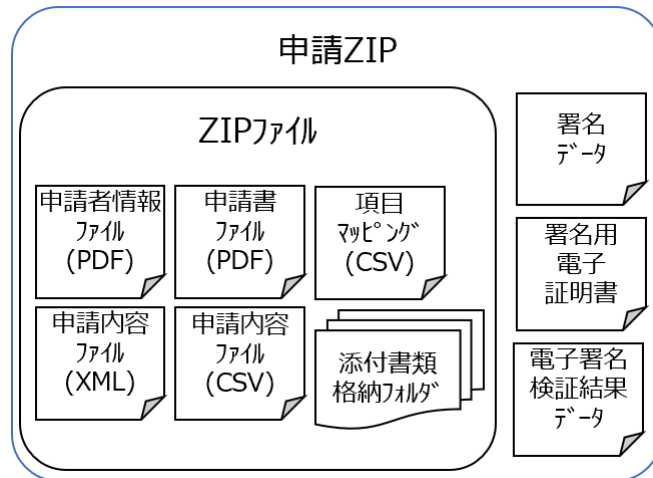 申請ZIP
ZIPﾌｧｲﾙ
申請者情報
ﾌｧｲﾙ
(PDF)
申請書
ﾌｧｲﾙ
(PDF)
項目
ﾏｯﾋﾟﾝｸﾞ
(CSV)
申請内容
ﾌｧｲﾙ
(XML)
申請内容
ﾌｧｲﾙ
(CSV)
添付書類
格納ﾌｫﾙﾀﾞ
署名
ﾃﾞｰﾀ
署名用
電子
証明書
電子署名
検証結果
ﾃﾞｰﾀ